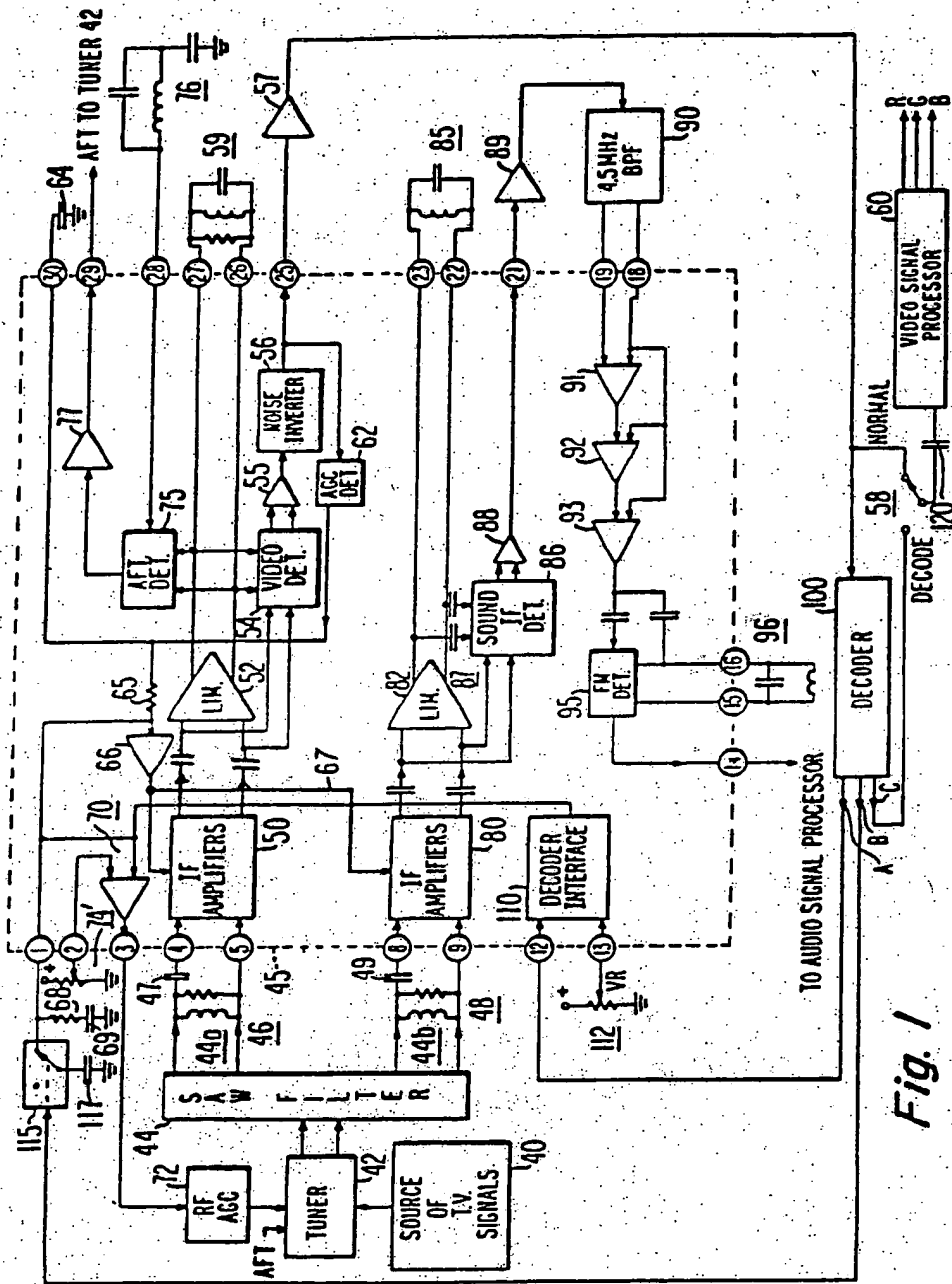 AFT TO TUNER 42
76
57
64
59
85
89
4.5 MHz
BPF
90
30
29
28
27
26
25
23
22
21
19
18
77
AFT
DET.
75
VIDEO
DET.
54
55
NOISE
INVERTER
56
AGC
DET.
62
65
66
67
LIM.
52
LIM.
82
87
SOUND
IF
DET.
86
88
91
92
93
FM
DET.
95
96
16
15
14
70
IF
AMPLIFIERS
50
IF
AMPLIFIERS
80
DECODER
INTERFACE
110
1
2
3
4
5
8
9
12
13
74'
+
68
69
115
117
47
45
46
44a
49
44b
48
VR
+
112
44
SAW FILTER
72
RF
AGC
AFT
TUNER
42
SOURCE
OF
T.V.
SIGNALS
40
TO AUDIO SIGNAL PROCESSOR
A
B
C
DECODER
100
NORMAL
58
DECODE
120
VIDEO SIGNAL
PROCESSOR
60
R
G
B
Fig. 1